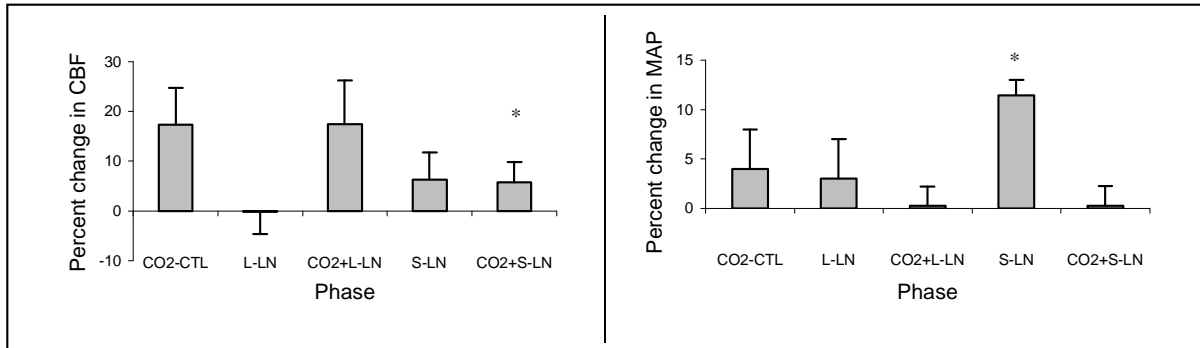 Percent change in CBF
30
20
10
0
-10
*
CO2-CTL L-LN CO2+L-LN S-LN CO2+S-LN
Phase
Percent change in MAP
15
10
5
0
*
CO2-CTL L-LN CO2+L-LN S-LN CO2+S-LN
Phase